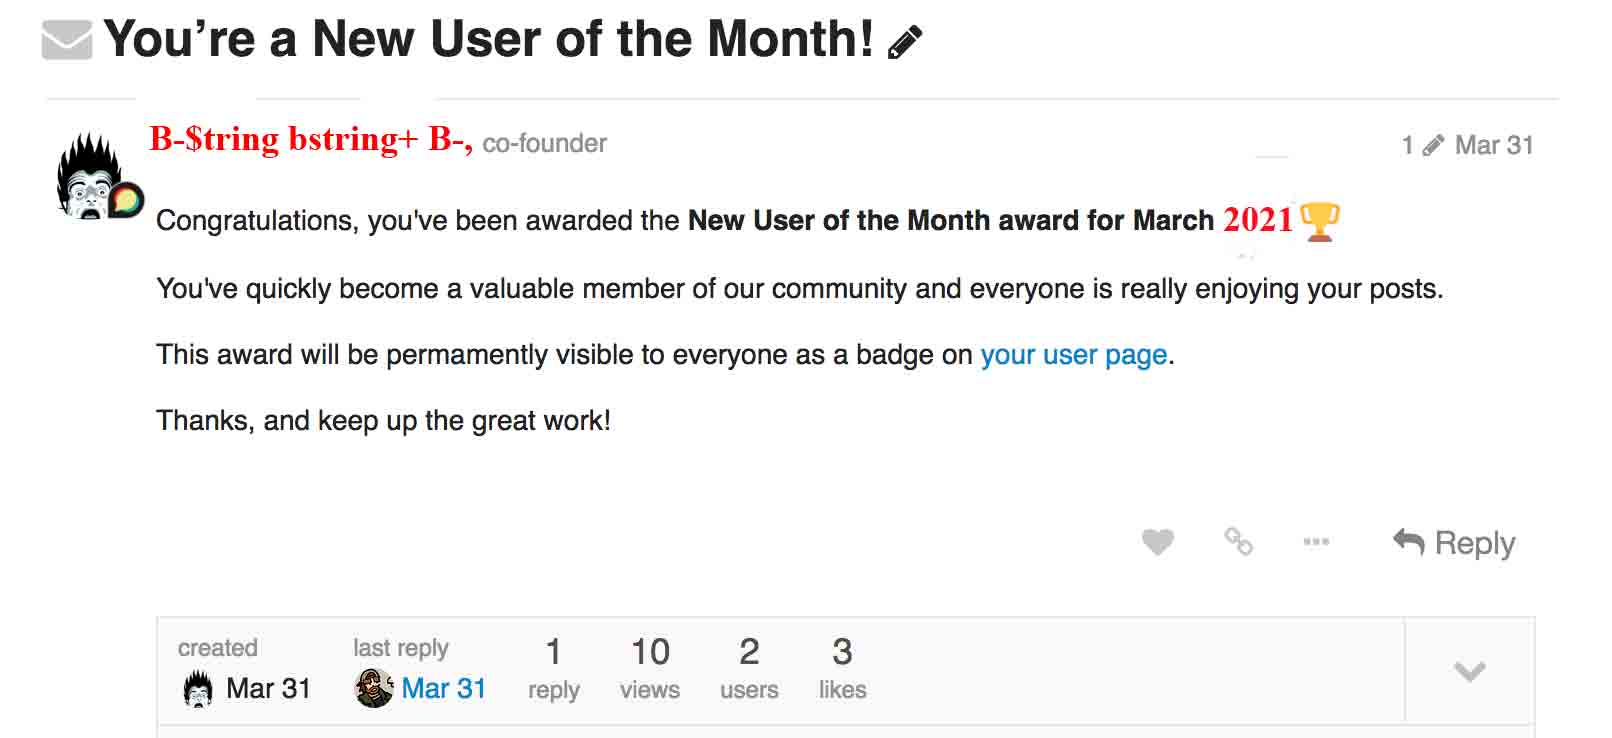 You’re a New User of the Month!
B-$tring bstring+ B-, co-founder
1 Mar 31
Congratulations, you've been awarded the New User of the Month award for March 2021
You've quickly become a valuable member of our community and everyone is really enjoying your posts.
This award will be permamently visible to everyone as a badge on your user page.
Thanks, and keep up the great work!
Reply
created last reply 1 10 2 3
Mar 31 Mar 31 reply views users likes